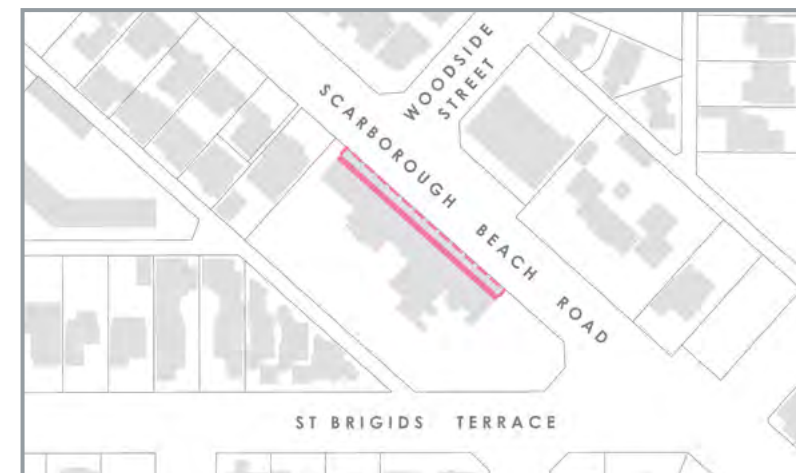 WOODSIDE
STREET
SCARBOROUGH BEACH ROAD
ST BRIGIDS TERRACE